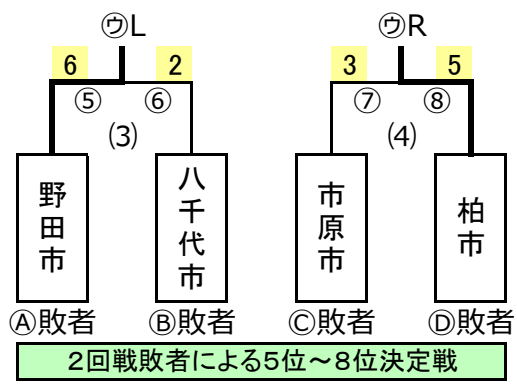 ㋒L ㋒R
6 2 3 5
⑤ ⑥ ⑦ ⑧
(3) (4)
野田市 八千代市 市原市 柏市
Ⓐ敗者 Ⓑ敗者 Ⓒ敗者 Ⓓ敗者
2回戦敗者による5位～8位決定戦